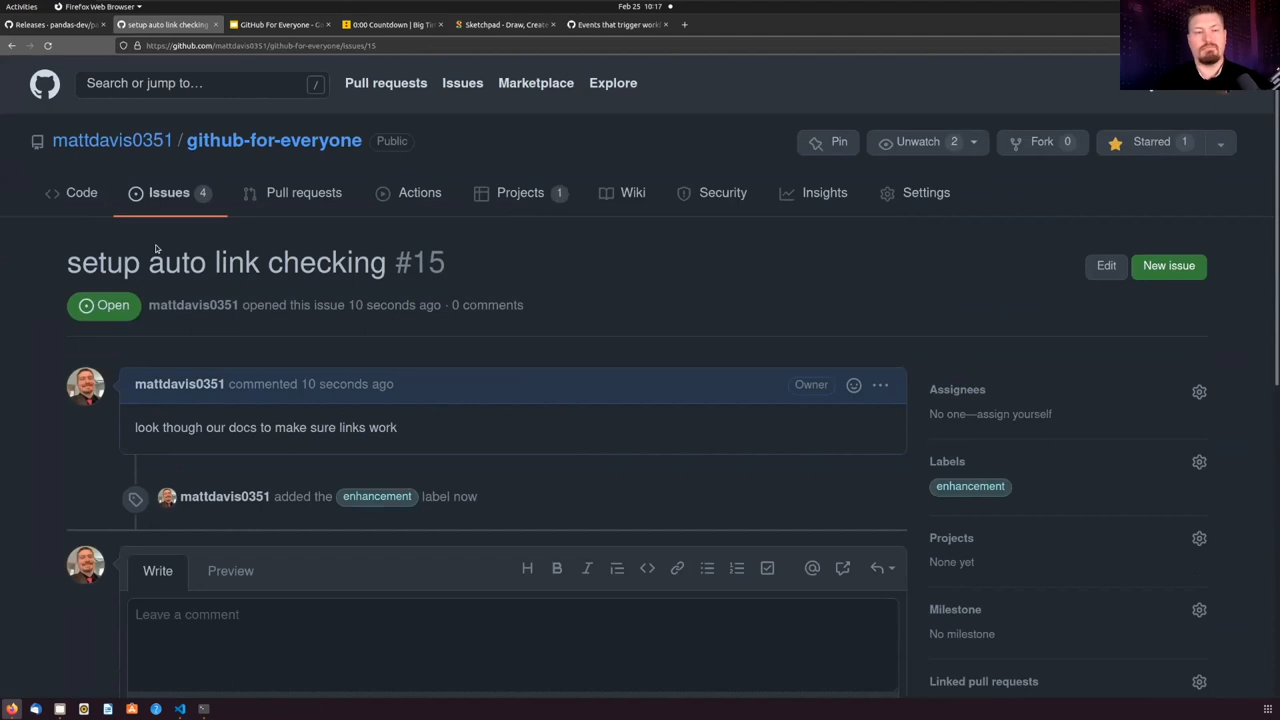 Activities
Firefox Web Browser
Feb 25 10:17
Releases · pandas-dev/pa
setup auto link checking
GitHub For Everyone - G
0:00 Countdown | Big T
Sketchpad - Draw, Create
Events that trigger work
https://github.com/mattdavis0351/github-for-everyone/issues/15
Search or jump to…
/
Pull requests
Issues
Marketplace
Explore
mattdavis0351 / github-for-everyone
Public
Pin
Unwatch 2
Fork 0
Starred 1
Code
Issues 4
Pull requests
Actions
Projects 1
Wiki
Security
Insights
Settings
setup auto link checking #15
Edit
New issue
Open
mattdavis0351 opened this issue 10 seconds ago · 0 comments
mattdavis0351 commented 10 seconds ago
Owner
look though our docs to make sure links work
mattdavis0351 added the enhancement label now
Write
Preview
Leave a comment
Assignees
No one—assign yourself
Labels
enhancement
Projects
None yet
Milestone
No milestone
Linked pull requests